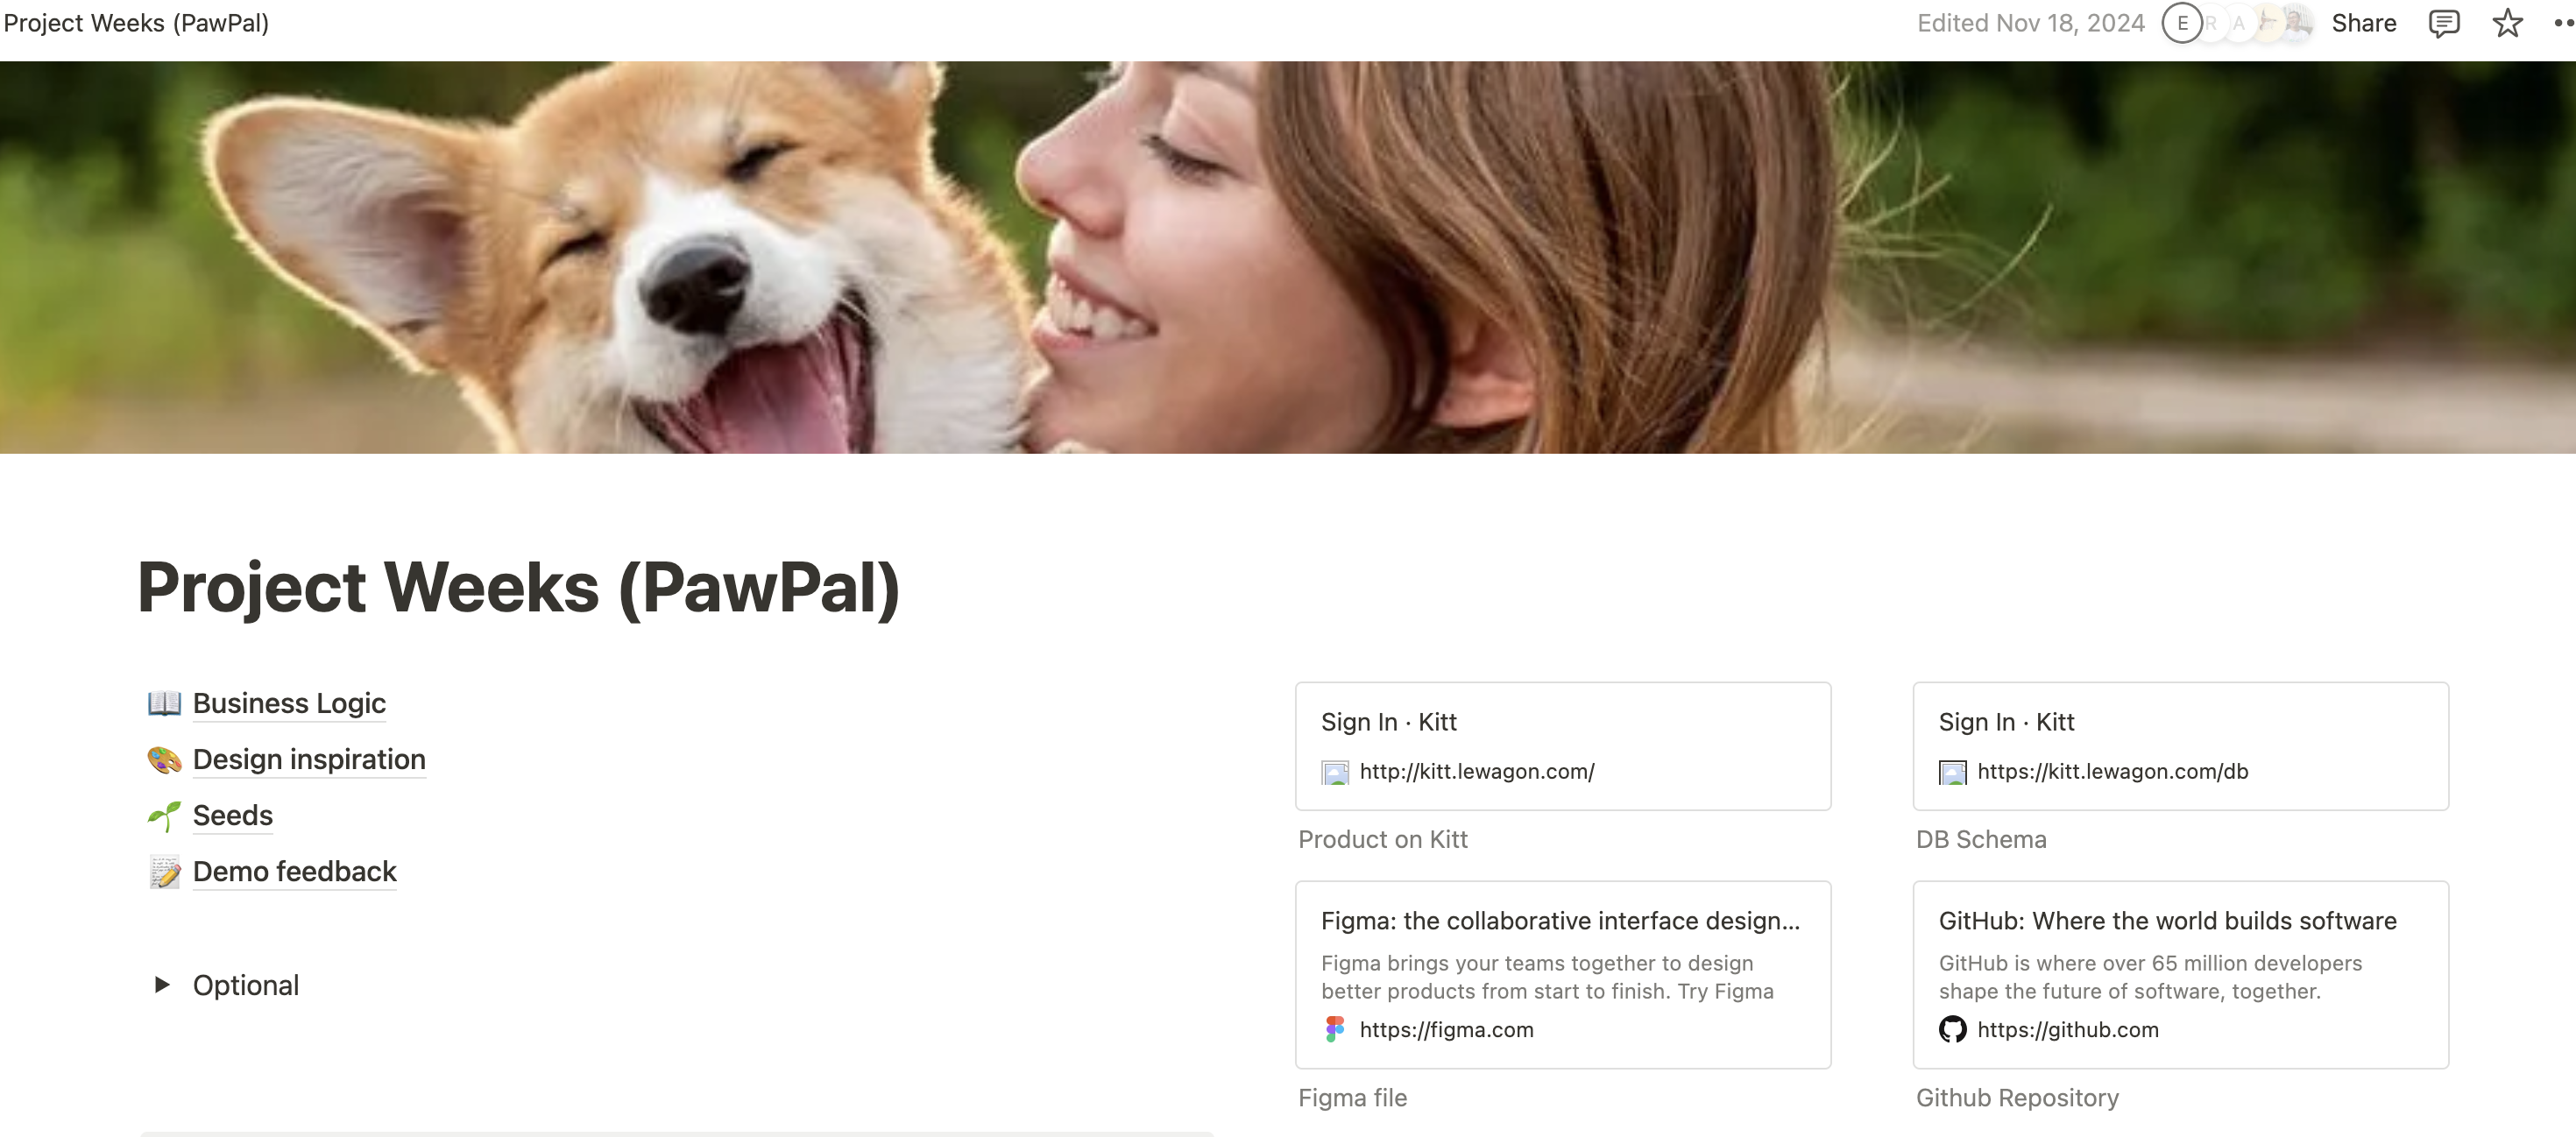 Project Weeks (PawPal)
Edited Nov 18, 2024
E R A
Share
Project Weeks (PawPal)
Business Logic
Design inspiration
Seeds
Demo feedback
Optional
Sign In · Kitt
http://kitt.lewagon.com/
Product on Kitt
Sign In · Kitt
https://kitt.lewagon.com/db
DB Schema
Figma: the collaborative interface design...
Figma brings your teams together to design
better products from start to finish. Try Figma
https://figma.com
Figma file
GitHub: Where the world builds software
GitHub is where over 65 million developers
shape the future of software, together.
https://github.com
Github Repository